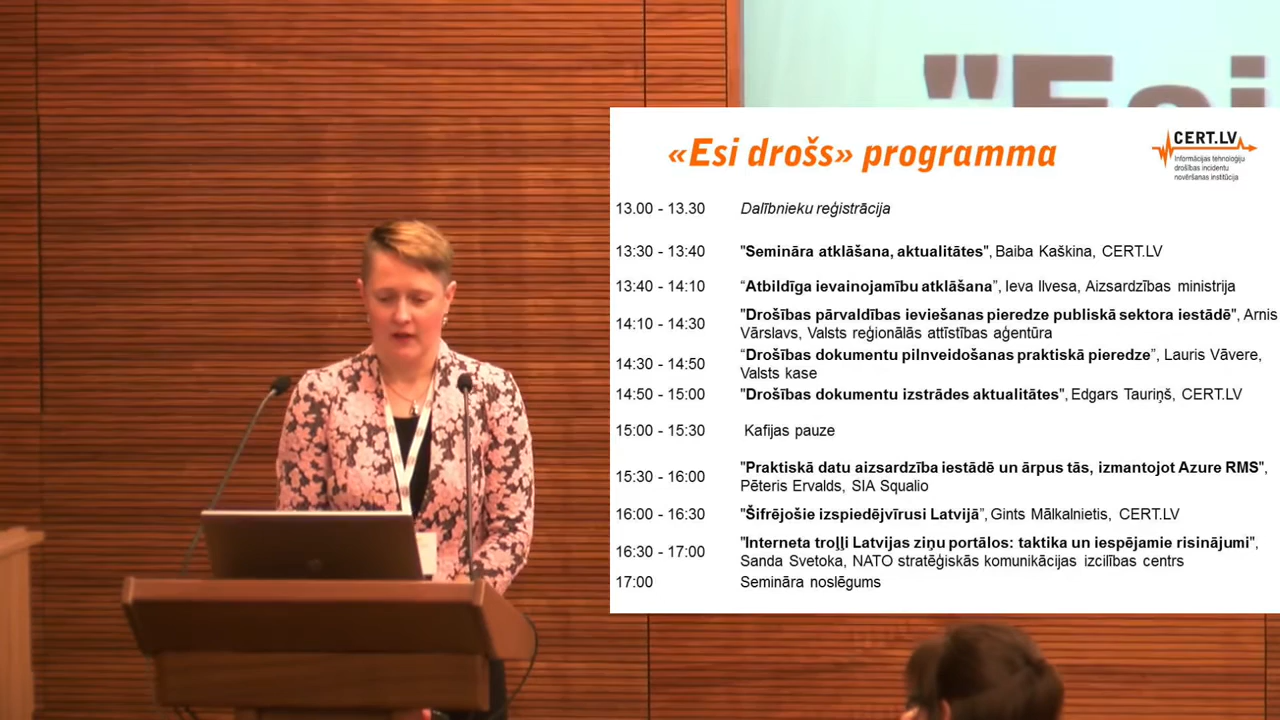 "Esi
«Esi drošs» programma
CERT.LV
Informācijas tehnoloģiju
drošības incidentu
novēršanas institūcija
13.00 - 13.30 Dalībnieku reģistrācija
13:30 - 13:40 "Semināra atklāšana, aktualitātes", Baiba Kaškina, CERT.LV
13:40 - 14:10 “Atbildīga ievainojamību atklāšana”, Ieva Ilvesa, Aizsardzības ministrija
14:10 - 14:30 "Drošības pārvaldības ieviešanas pieredze publiskā sektora iestādē", Arnis
Vārslavs, Valsts reģionālās attīstības aģentūra
14:30 - 14:50 “Drošības dokumentu pilnveidošanas praktiskā pieredze”, Lauris Vāvere,
Valsts kase
14:50 - 15:00 "Drošības dokumentu izstrādes aktualitātes", Edgars Tauriņš, CERT.LV
15:00 - 15:30 Kafijas pauze
15:30 - 16:00 "Praktiskā datu aizsardzība iestādē un ārpus tās, izmantojot Azure RMS",
Pēteris Ervalds, SIA Squalio
16:00 - 16:30 "Šifrējošie izspiedējvīrusi Latvijā”, Gints Mālkalnietis, CERT.LV
16:30 - 17:00 "Interneta troļļi Latvijas ziņu portālos: taktika un iespējamie risinājumi",
Sanda Svetoka, NATO stratēģiskās komunikācijas izcilības centrs
17:00 Semināra noslēgums